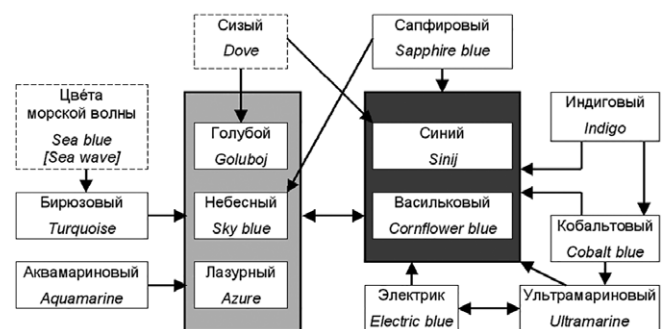 Сизый
Dove
Сапфировый
Sapphire blue
Цвéта
морской волны
Sea blue
[Sea wave]
Голубой
Goluboj
Синий
Sinij
Индиговый
Indigo
Бирюзовый
Turquoise
Небесный
Sky blue
Васильковый
Cornflower blue
Кобальтовый
Cobalt blue
Аквамариновый
Aquamarine
Лазурный
Azure
Электрик
Electric blue
Ультрамариновый
Ultramarine